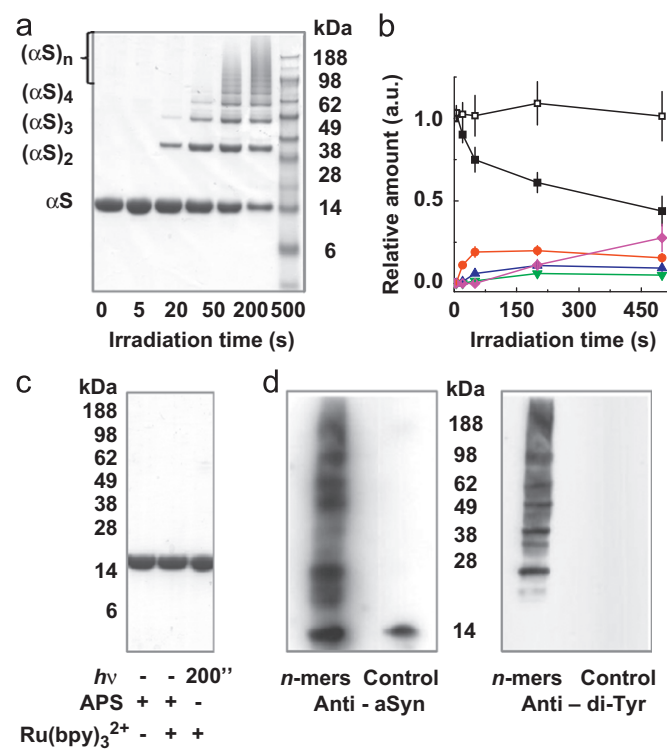 a
kDa
(αS)n
188
98
(αS)4
62
(αS)3
49
(αS)2
38
28
αS
14
6
0 5 20 50 200 500
Irradiation time (s)
b
Relative amount (a.u.)
1.0
0.5
0.0
0 150 300 450
Irradiation time (s)
c
kDa
188
98
62
49
38
28
14
6
hν - - 200’’
APS + + -
Ru(bpy)₃²⁺ - + +
d
kDa
188
98
62
49
38
28
14
n-mers Control
Anti - aSyn
n-mers Control
Anti – di-Tyr